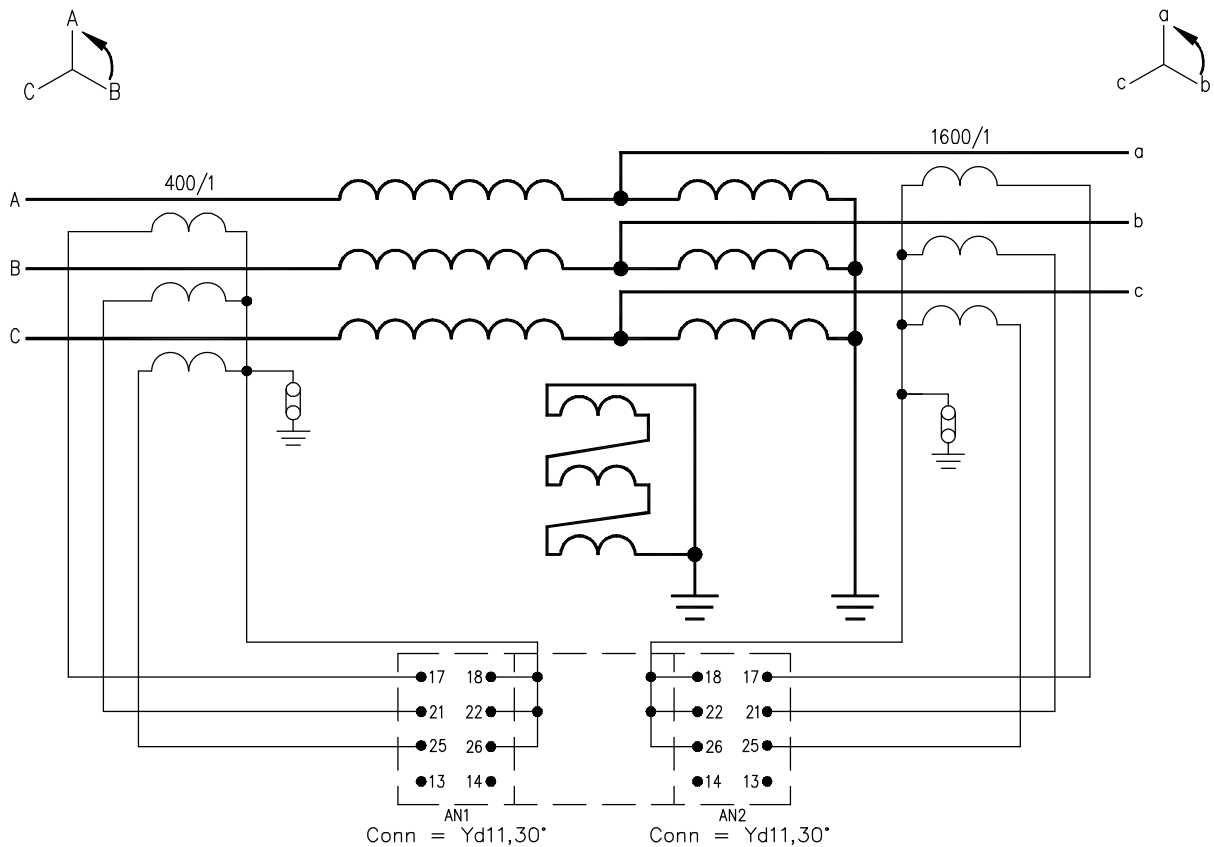 A
C
B
a
c
b
1600/1
a
400/1
A
b
B
c
C
17 18
18 17
21 22
22 21
25 26
26 25
13 14
14 13
AN1
AN2
Conn = Yd11,30°
Conn = Yd11,30°